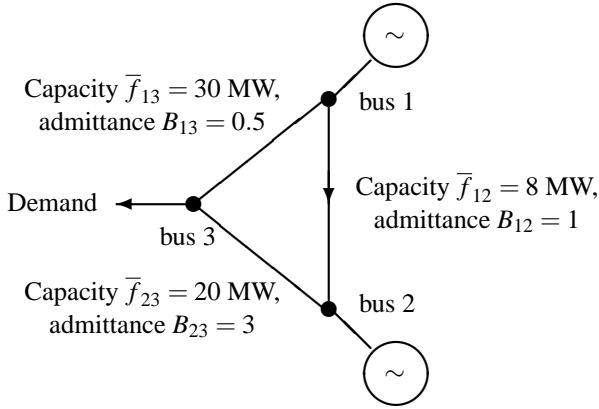 ∼
Capacity f̅₁₃ = 30 MW,
admittance B₁₃ = 0.5
bus 1
Capacity f̅₁₂ = 8 MW,
admittance B₁₂ = 1
Demand
bus 3
Capacity f̅₂₃ = 20 MW,
admittance B₂₃ = 3
bus 2
∼